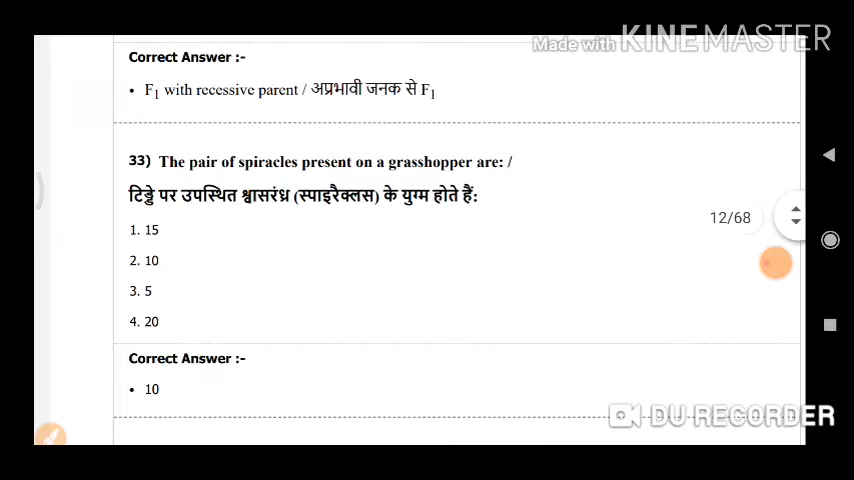 Made with KINEMASTER
Correct Answer :-
• F1 with recessive parent / अप्रभावी जनक से F1
33) The pair of spiracles present on a grasshopper are: /
टिड्डे पर उपस्थित श्वासरंध्र (स्पाइरैक्लस) के युग्म होते हैं:
12/68
1. 15
2. 10
3. 5
4. 20
Correct Answer :-
• 10
DU RECORDER